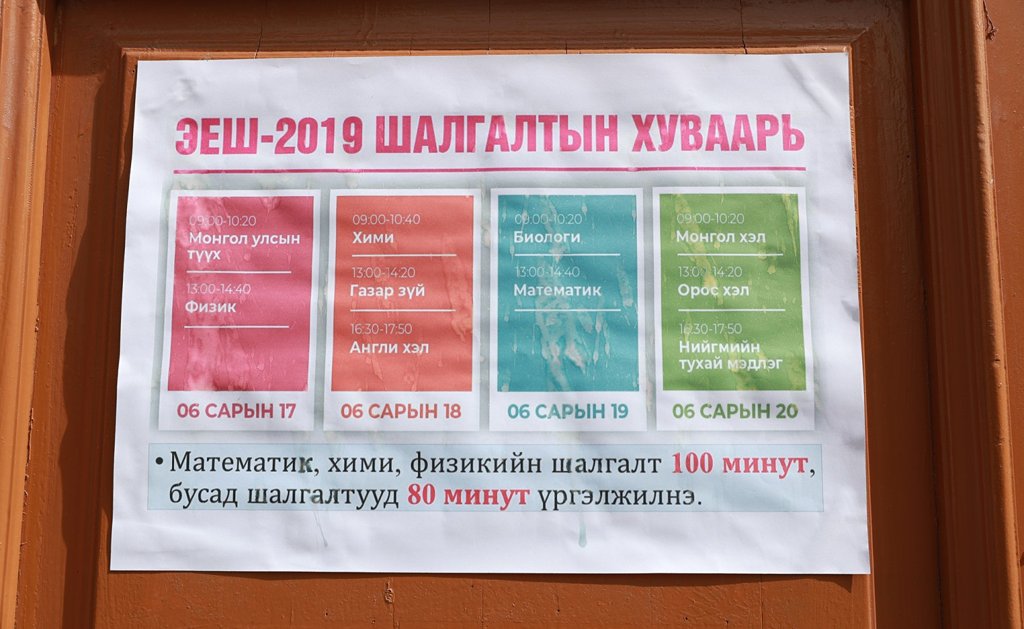 ЭЕШ-2019 ШАЛГАЛТЫН ХУВААРЬ
09:00-10:20
Монгол улсын
түүх
13:00-14:40
Физик
06 САРЫН 17
09:00-10:40
Хими
13:00-14:20
Газар зүй
16:30-17:50
Англи хэл
06 САРЫН 18
09:00-10:20
Биологи
13:00-14:40
Математик
06 САРЫН 19
09:00-10:20
Монгол хэл
13:00-14:20
Орос хэл
16:30-17:50
Нийгмийн
тухай мэдлэг
06 САРЫН 20
• Математик, хими, физикийн шалгалт 100 минут,
бусад шалгалтууд 80 минут үргэлжилнэ.